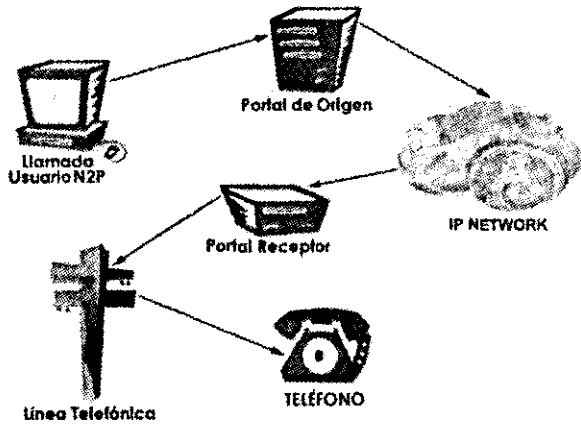 Portal de Origen
Llamada
Usuario N2P
IP NETWORK
Portal Receptor
Línea Telefónica
TELÉFONO